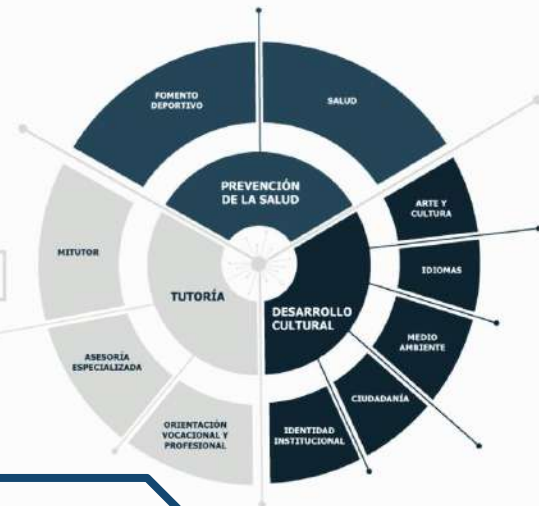 FOMENTO
DEPORTIVO
SALUD
PREVENCIÓN
DE LA SALUD
ARTE Y
CULTURA
MITUTOR
IDIOMAS
TUTORÍA
DESARROLLO
CULTURAL
MEDIO
AMBIENTE
ASESORÍA
ESPECIALIZADA
CIUDADANÍA
ORIENTACIÓN
VOCACIONAL Y
PROFESIONAL
IDENTIDAD
INSTITUCIONAL